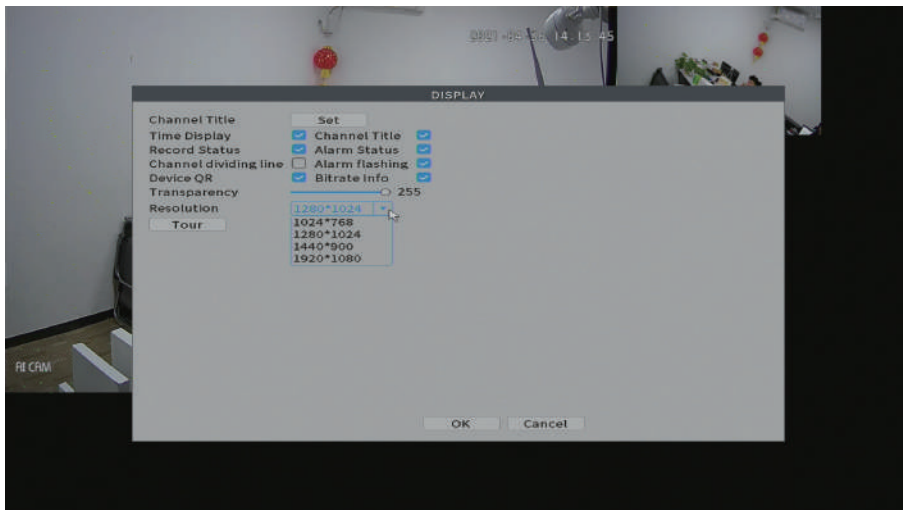 14 13 45
DISPLAY
Channel Title Set
Time Display Channel Title
Record Status Alarm Status
Channel dividing line Alarm flashing
Device QR Bitrate Info
Transparency 255
Resolution 1280*1024
Tour 1024*768
1280*1024
1440*900
1920*1080
AI CAM
OK Cancel